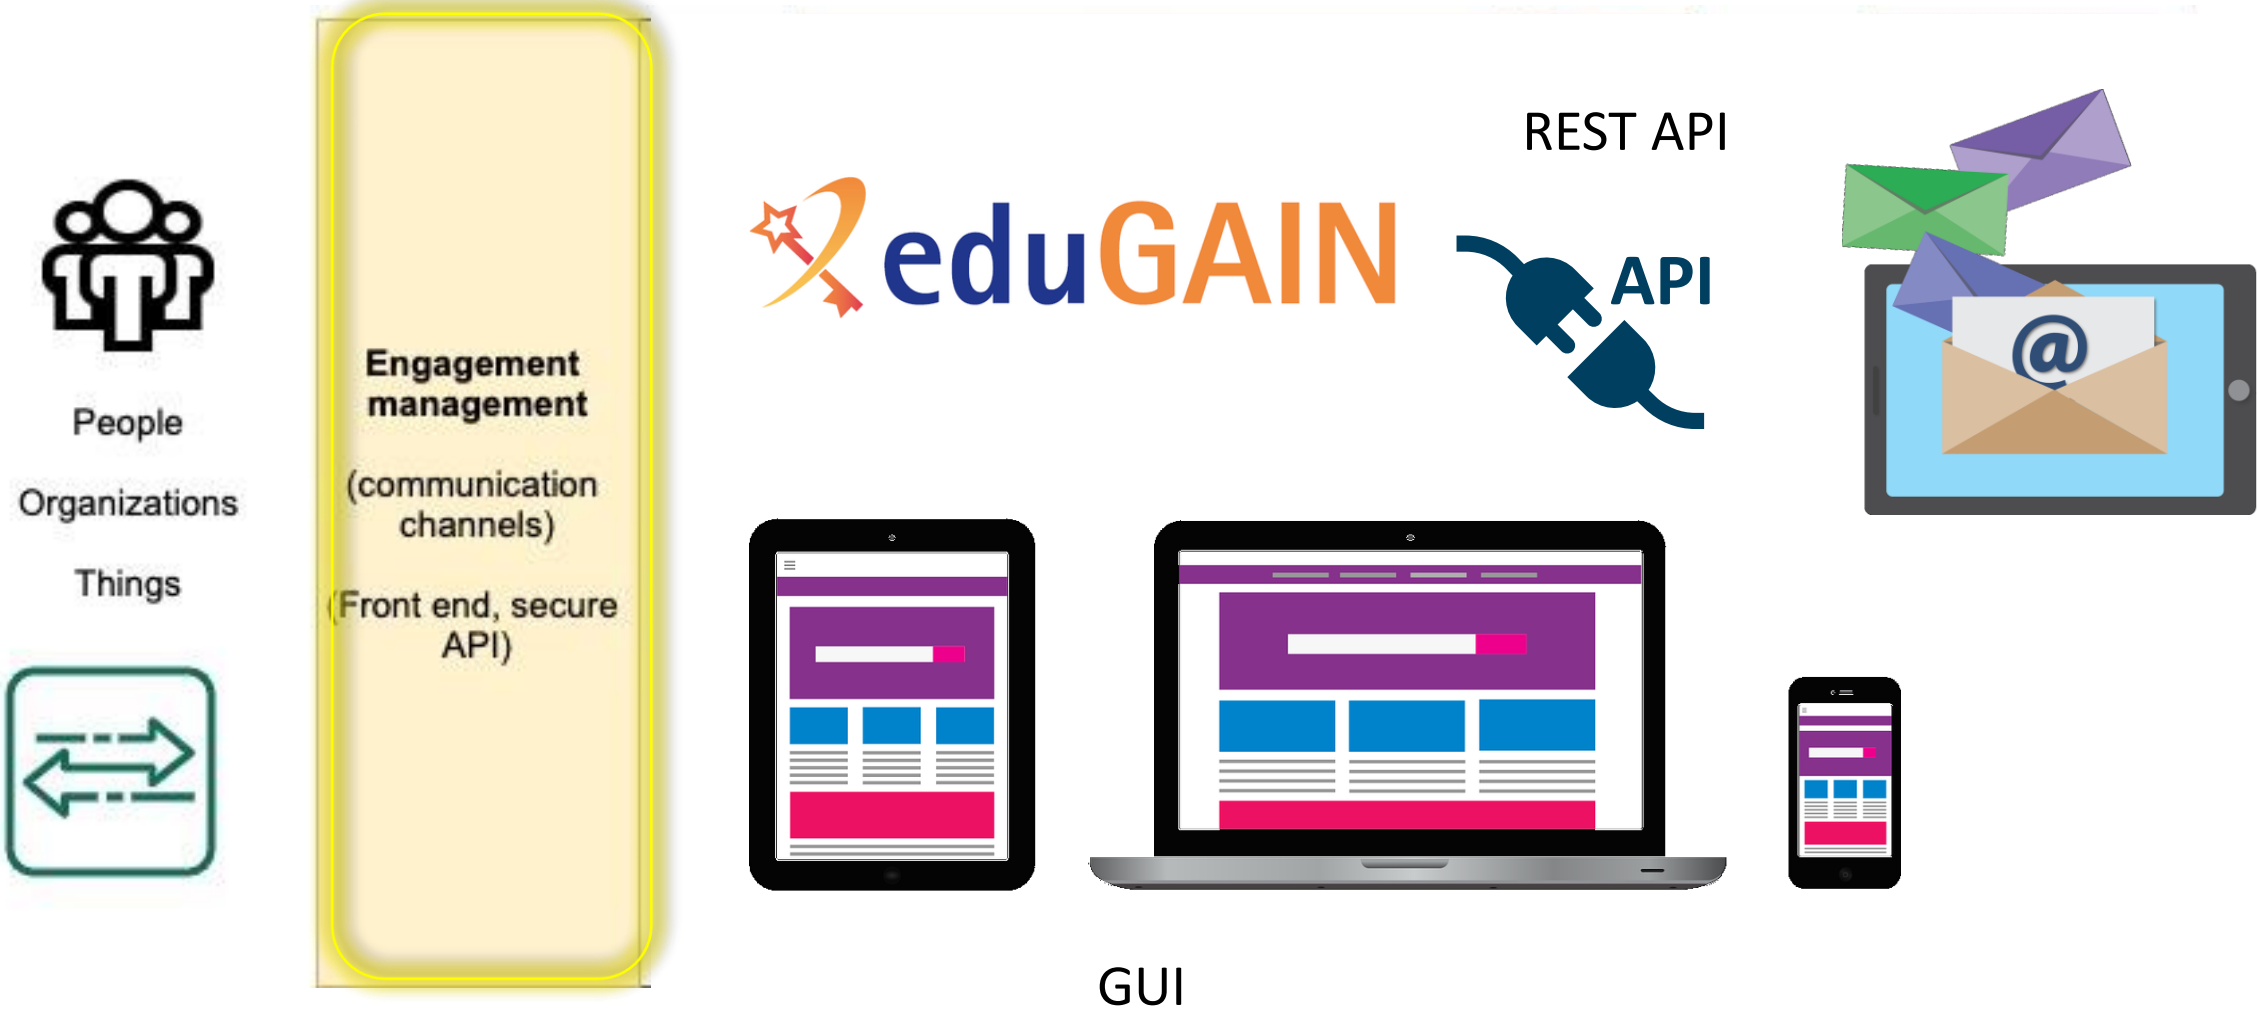 People
Organizations
Things
Engagement
management
(communication
channels)
(Front end, secure
API)
eduGAIN
REST API
API
@
GUI